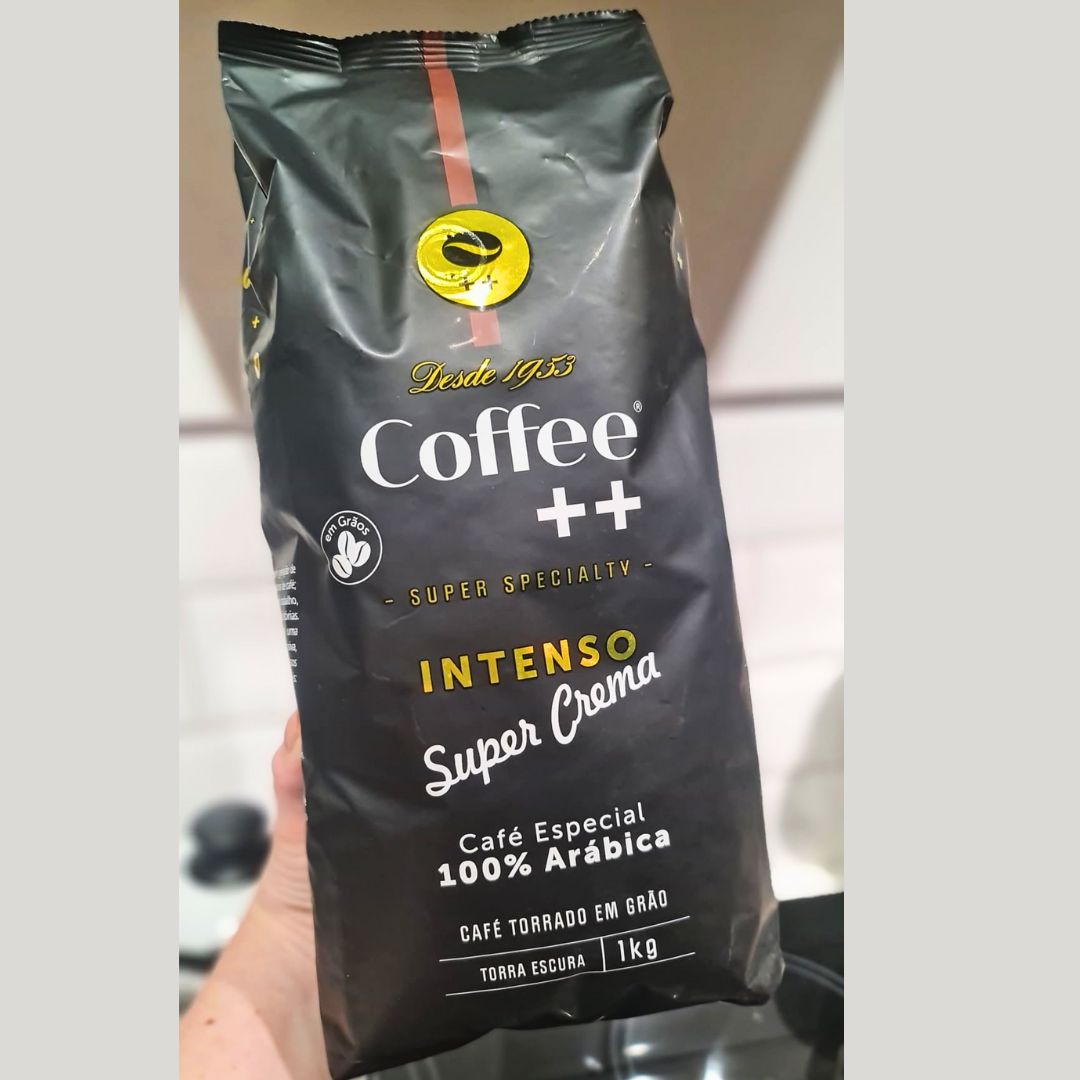 Desde 1953
Coffee®
++
em Grãos
- SUPER SPECIALTY -
INTENSO
Super Crema
Café Especial
100% Arábica
CAFÉ TORRADO EM GRÃO
TORRA ESCURA | 1kg